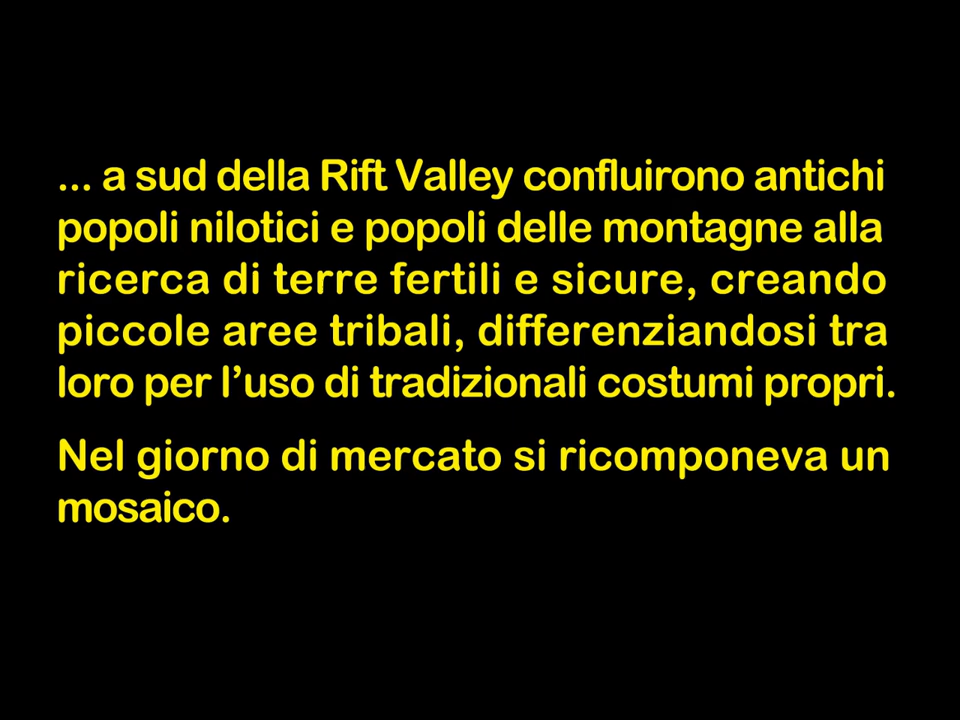 ... a sud della Rift Valley confluirono antichi
popoli nilotici e popoli delle montagne alla
ricerca di terre fertili e sicure, creando
piccole aree tribali, differenziandosi tra
loro per l’uso di tradizionali costumi propri.
Nel giorno di mercato si ricomponeva un
mosaico.